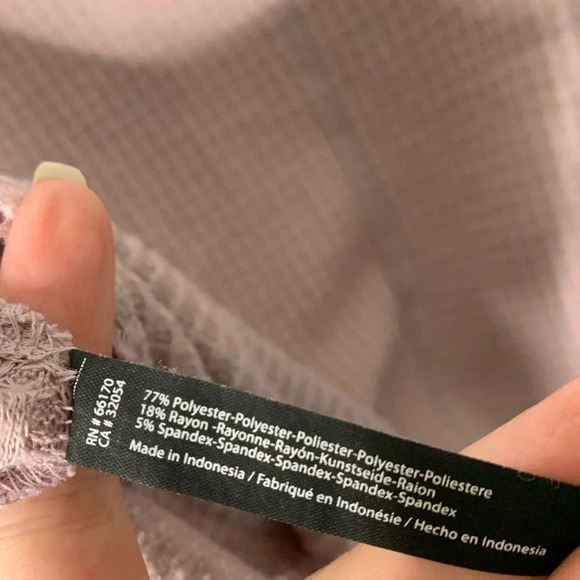 RN # 66170
CA # 32054
77% Polyester-Polyester-Poliester-Polyester-Poliestere
18% Rayon -Rayonne-Rayón-Kunstseide-Raion
5% Spandex-Spandex-Spandex-Spandex-Spandex
Made in Indonesia / Fabriqué en Indonésie / Hecho en Indonesia